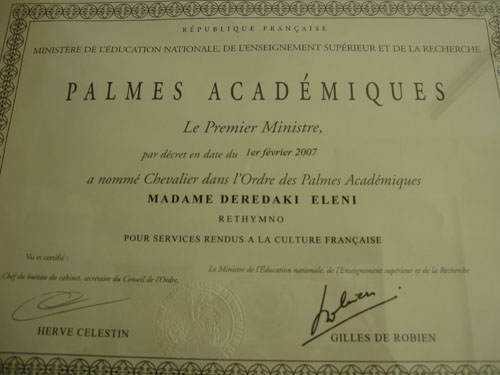 RÉPUBLIQUE FRANÇAISE
MINISTÈRE DE L'ÉDUCATION NATIONALE, DE L'ENSEIGNEMENT SUPÉRIEUR ET DE LA RECHERCHE
PALMES ACADÉMIQUES
Le Premier Ministre,
par décret en date du 1er février 2007
a nommé Chevalier dans l'Ordre des Palmes Académiques
MADAME DEREDAKI ELENI
RETHYMNO
POUR SERVICES RENDUS A LA CULTURE FRANÇAISE
Vu et certifié :
Chef du bureau du cabinet, secrétaire du Conseil de l'Ordre,
Le Ministre de l'Éducation nationale, de l'Enseignement supérieur et de la Recherche
HERVE CELESTIN
GILLES DE ROBIEN